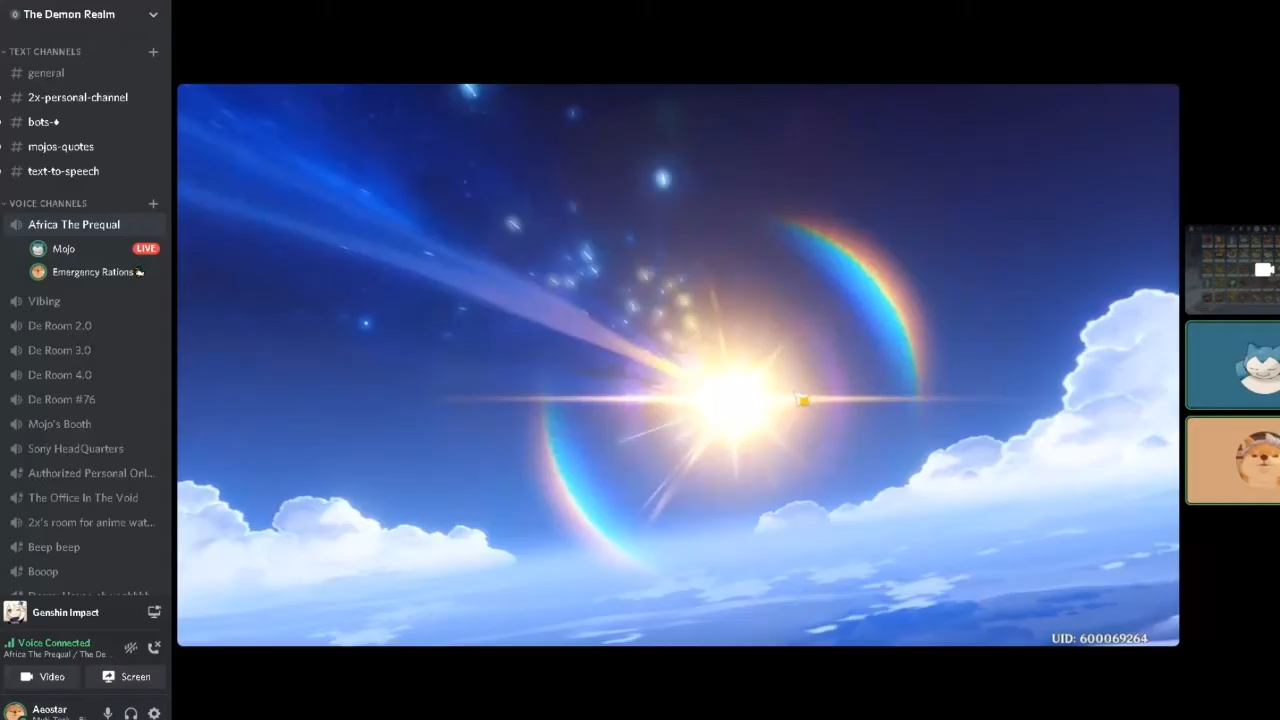 The Demon Realm
TEXT CHANNELS
general
2x-personal-channel
bots-♦
mojos-quotes
text-to-speech
VOICE CHANNELS
Africa The Prequal
Mojo
LIVE
Emergency Rations
Vibing
De Room 2.0
De Room 3.0
De Room 4.0
De Room #76
Mojo's Booth
Sony HeadQuarters
Authorized Personal Onl...
The Office In The Void
2x's room for anime wat...
Beep beep
Booop
Genshin Impact
Voice Connected
Africa The Prequal / The De...
Video
Screen
Aeostar
UID: 600069264